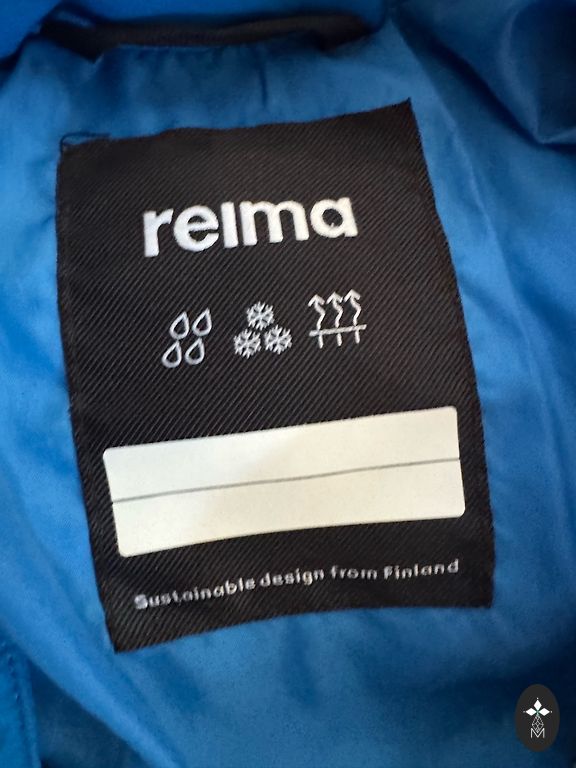 reima
Sustainable design from Finland